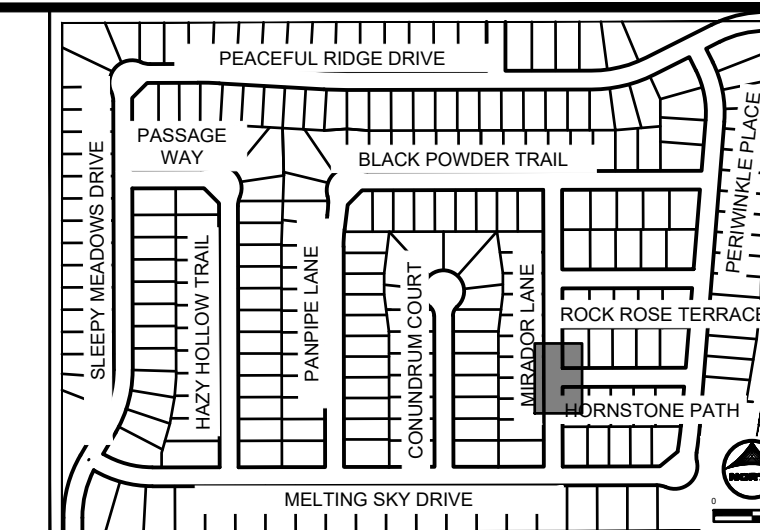 PEACEFUL RIDGE DRIVE
PASSAGE
WAY
BLACK POWDER TRAIL
SLEEPY MEADOWS DRIVE
HAZY HOLLOW TRAIL
PANPIPE LANE
CONUNDRUM COURT
MIRADOR LANE
PERIWINKLE PLACE
ROCK ROSE TERRACE
HORNSTONE PATH
MELTING SKY DRIVE
0